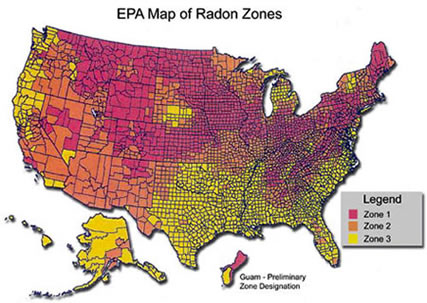 EPA Map of Radon Zones
Legend
Zone 1
Zone 2
Zone 3
Guam - Preliminary
Zone Designation